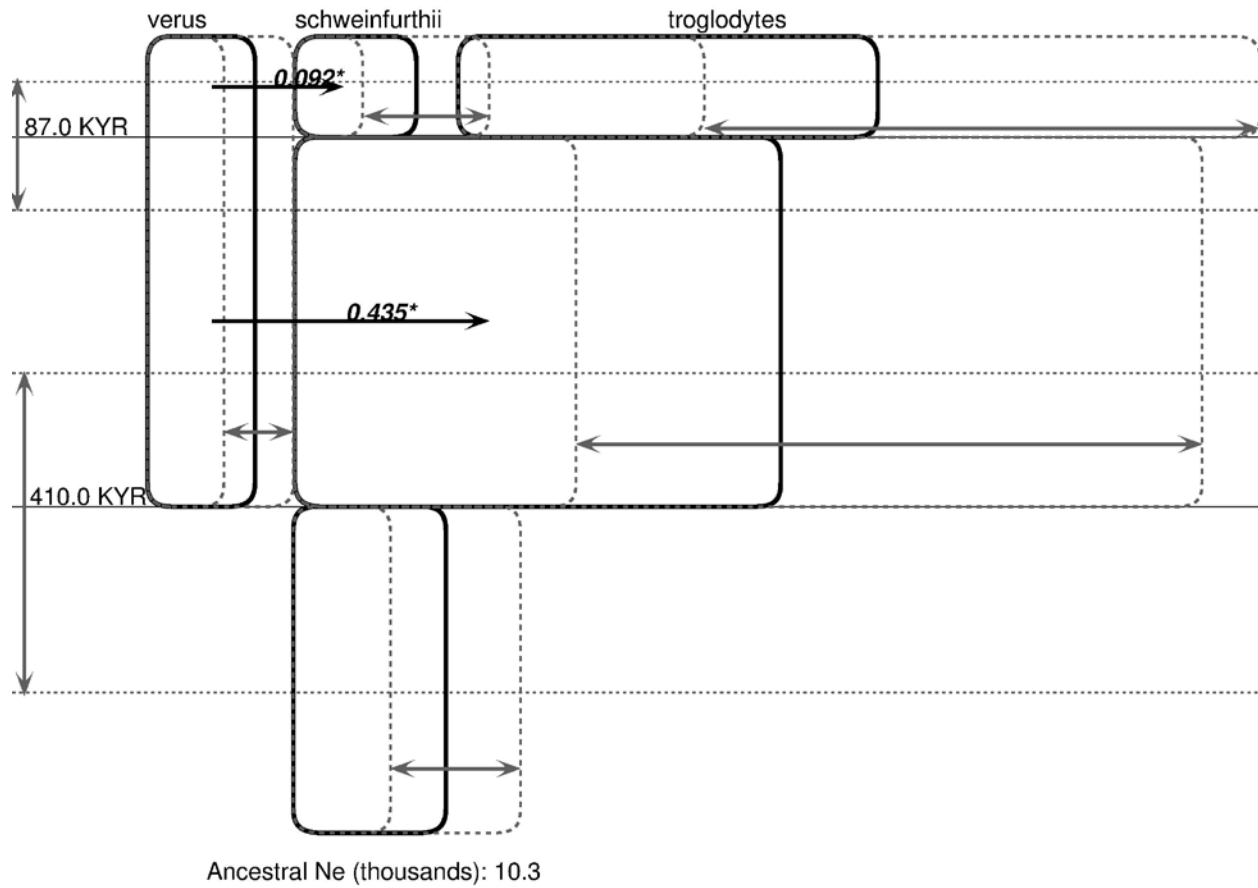 verus schweinfurthii troglodytes
0.092*
87.0 KYR
0.435*
410.0 KYR
Ancestral Ne (thousands): 10.3